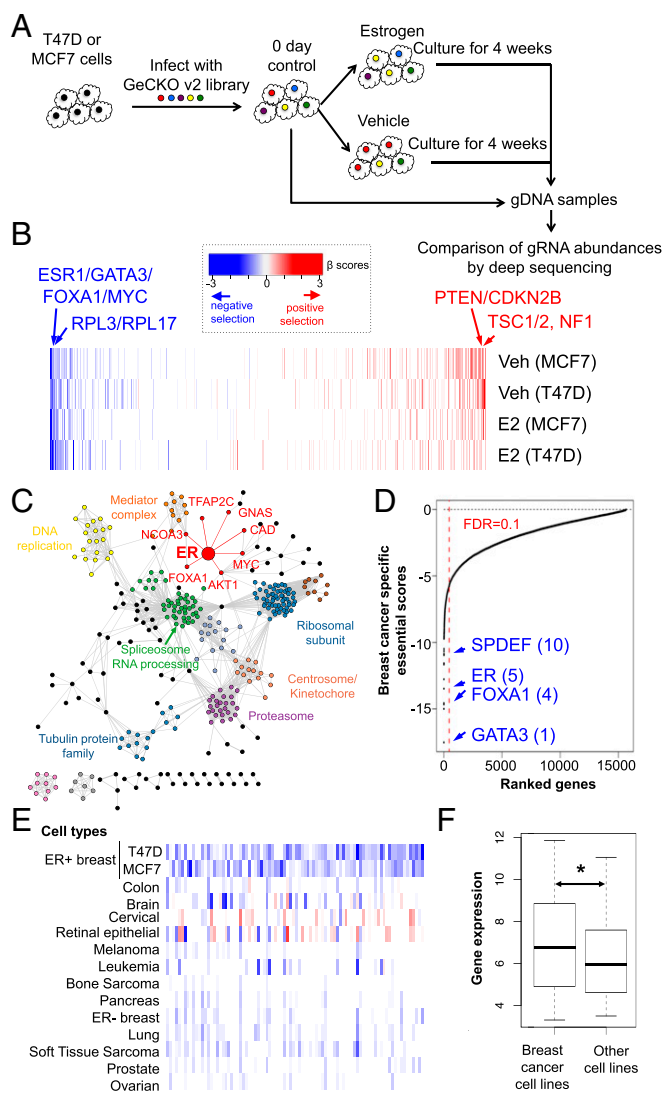 A
T47D or
MCF7 cells
Infect with
GeCKO v2 library
0 day
control
Estrogen
Culture for 4 weeks
Vehicle
Culture for 4 weeks
gDNA samples
Comparison of gRNA abundances
by deep sequencing
B
ESR1/GATA3/
FOXA1/MYC
RPL3/RPL17
β scores
-3 0 3
negative
selection
positive
selection
PTEN/CDKN2B
TSC1/2, NF1
Veh (MCF7)
Veh (T47D)
E2 (MCF7)
E2 (T47D)
C
Mediator
complex
TFAP2C
GNAS
DNA
replication
NCOA3
CAD
ER
MYC
FOXA1
AKT1
Ribosomal
subunit
Spliceosome
RNA processing
Centrosome/
Kinetochore
Proteasome
Tubulin protein
family
D
Breast cancer specific
essential scores
0
-5
-10
-15
FDR=0.1
SPDEF (10)
ER (5)
FOXA1 (4)
GATA3 (1)
0 5000 10000 15000
Ranked genes
E
Cell types
ER+ breast
T47D
MCF7
Colon
Brain
Cervical
Retinal epithelial
Melanoma
Leukemia
Bone Sarcoma
Pancreas
ER- breast
Lung
Soft Tissue Sarcoma
Prostate
Ovarian
F
Gene expression
12
10
8
6
4
*
Breast
cancer
cell lines
Other
cell lines